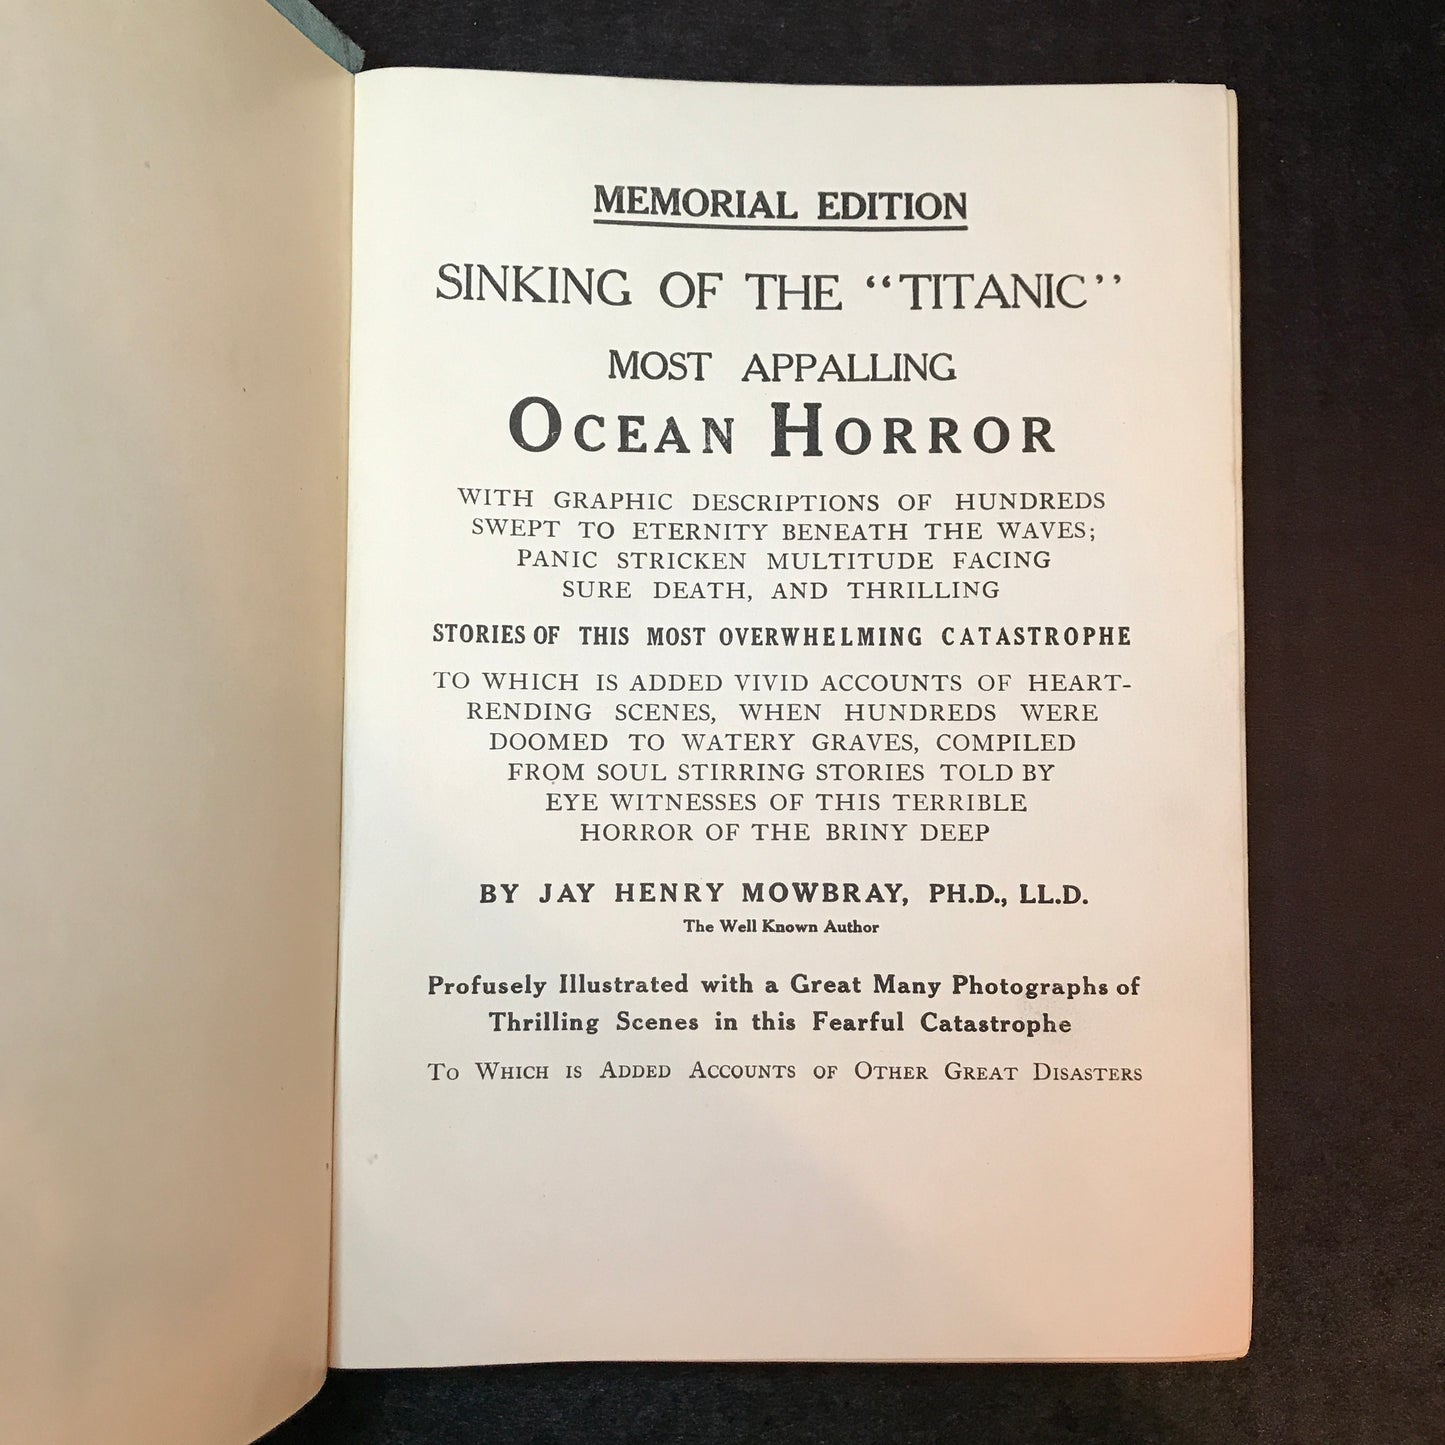 MEMORIAL EDITION
SINKING OF THE “TITANIC”
MOST APPALLING
OCEAN HORROR
WITH GRAPHIC DESCRIPTIONS OF HUNDREDS
SWEPT TO ETERNITY BENEATH THE WAVES;
PANIC STRICKEN MULTITUDE FACING
SURE DEATH, AND THRILLING
STORIES OF THIS MOST OVERWHELMING CATASTROPHE
TO WHICH IS ADDED VIVID ACCOUNTS OF HEART-
RENDING SCENES, WHEN HUNDREDS WERE
DOOMED TO WATERY GRAVES, COMPILED
FROM SOUL STIRRING STORIES TOLD BY
EYE WITNESSES OF THIS TERRIBLE
HORROR OF THE BRINY DEEP
BY JAY HENRY MOWBRAY, PH.D., LL.D.
The Well Known Author
Profusely Illustrated with a Great Many Photographs of
Thrilling Scenes in this Fearful Catastrophe
TO WHICH IS ADDED ACCOUNTS OF OTHER GREAT DISASTERS